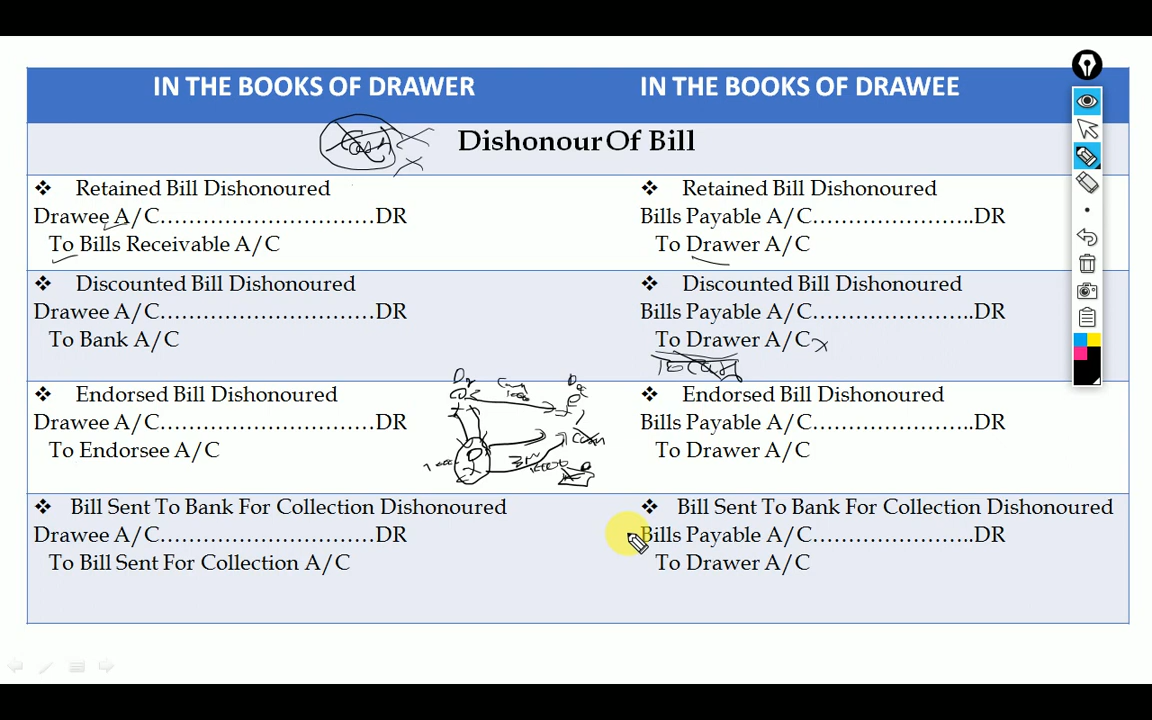 IN THE BOOKS OF DRAWER
IN THE BOOKS OF DRAWEE
Cash
Dishonour Of Bill
❖ Retained Bill Dishonoured
Drawee A/C…………………………DR
To Bills Receivable A/C
❖ Retained Bill Dishonoured
Bills Payable A/C…………………..DR
To Drawer A/C
❖ Discounted Bill Dishonoured
Drawee A/C…………………………DR
To Bank A/C
❖ Discounted Bill Dishonoured
Bills Payable A/C…………………..DR
To Drawer A/C
❖ Endorsed Bill Dishonoured
Drawee A/C…………………………DR
To Endorsee A/C
❖ Endorsed Bill Dishonoured
Bills Payable A/C…………………..DR
To Drawer A/C
❖ Bill Sent To Bank For Collection Dishonoured
Drawee A/C…………………………DR
To Bill Sent For Collection A/C
❖ Bill Sent To Bank For Collection Dishonoured
Bills Payable A/C…………………..DR
To Drawer A/C